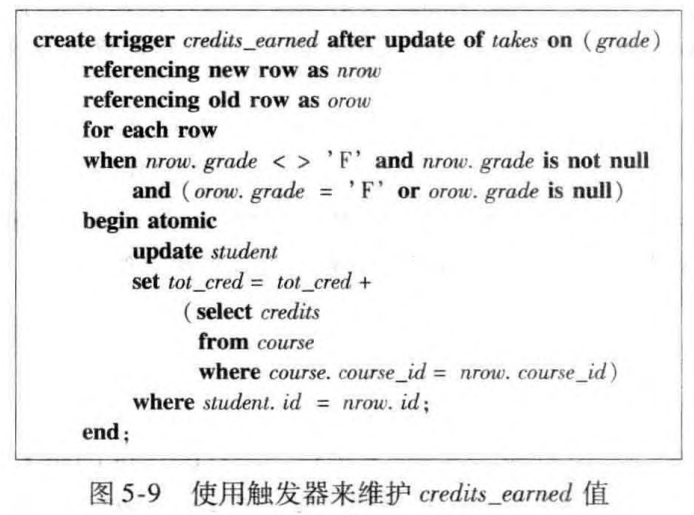 create trigger credits_earned after update of takes on (grade)
referencing new row as nrow
referencing old row as orow
for each row
when nrow. grade < > 'F' and nrow. grade is not null
and (orow. grade = 'F' or orow. grade is null)
begin atomic
update student
set tot_cred = tot_cred +
(select credits
from course
where course. course_id = nrow. course_id)
where student. id = nrow. id;
end;
图 5-9 使用触发器来维护 credits_earned 值